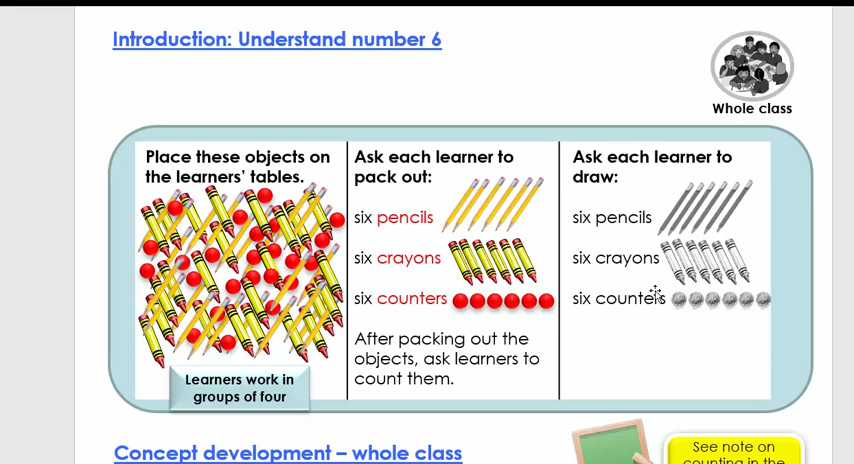 Introduction: Understand number 6
Whole class
Place these objects on
the learners' tables.
Learners work in
groups of four
Ask each learner to
pack out:
six pencils
six crayons
six counters
After packing out the
objects, ask learners to
count them.
Ask each learner to
draw:
six pencils
six crayons
six counters
Concept development – whole class
See note on
counting in the